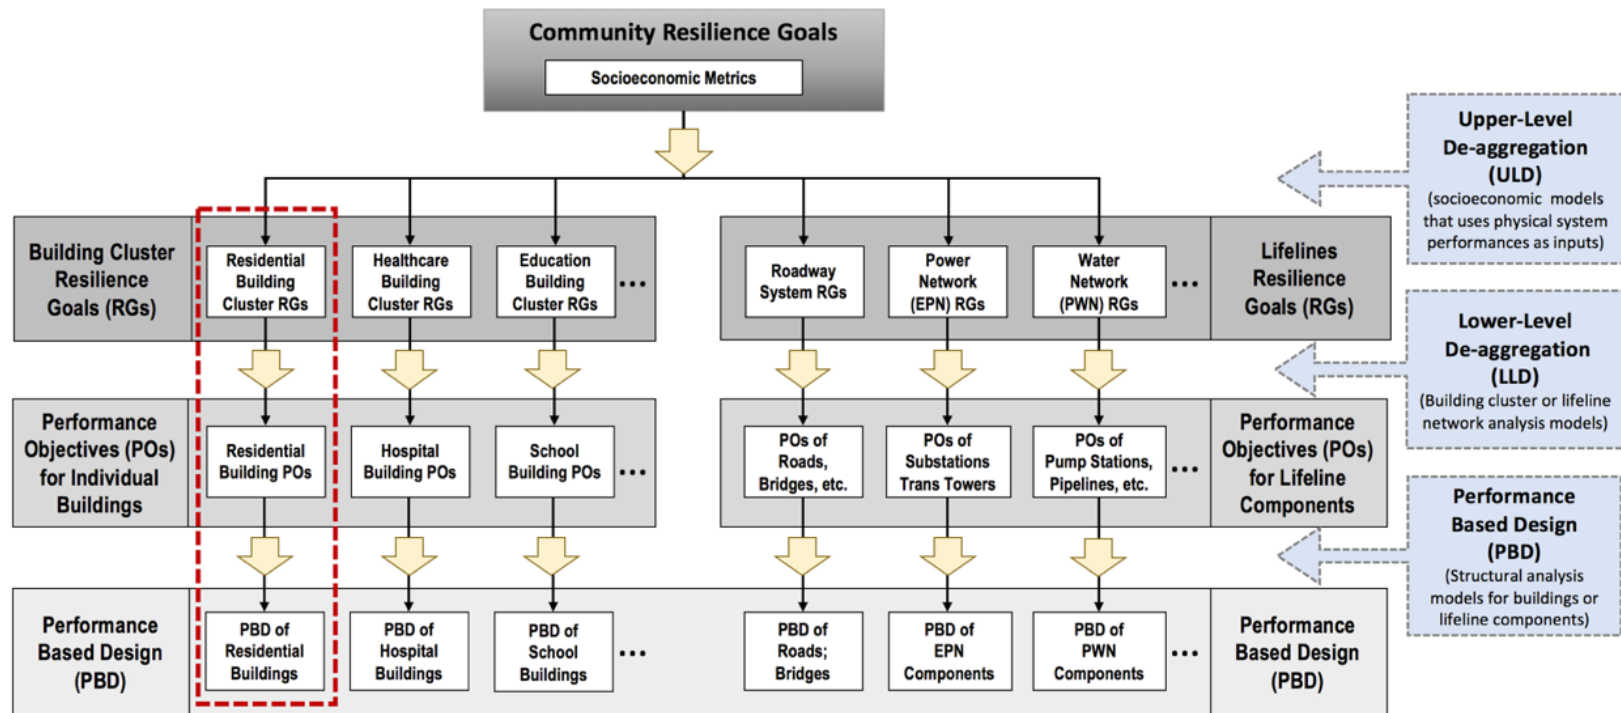 Community Resilience Goals
Socioeconomic Metrics
Upper-Level
De-aggregation
(ULD)
(socioeconomic models
that uses physical system
performances as inputs)
Building Cluster
Resilience
Goals (RGs)
Residential
Building
Cluster RGs
Healthcare
Building
Cluster RGs
Education
Building
Cluster RGs
...
Roadway
System RGs
Power
Network
(EPN) RGs
Water
Network
(PWN) RGs
...
Lifelines
Resilience
Goals (RGs)
Lower-Level
De-aggregation
(LLD)
(Building cluster or lifeline
network analysis models)
Performance
Objectives (POs)
for Individual
Buildings
Residential
Building POs
Hospital
Building POs
School
Building POs
...
POs of
Roads,
Bridges, etc.
POs of
Substations
Trans Towers
POs of
Pump Stations,
Pipelines, etc.
...
Performance
Objectives (POs)
for Lifeline
Components
Performance
Based Design
(PBD)
(Structural analysis
models for buildings or
lifeline components)
Performance
Based Design
(PBD)
PBD of
Residential
Buildings
PBD of
Hospital
Buildings
PBD of
School
Buildings
...
PBD of
Roads;
Bridges
PBD of
EPN
Components
PBD of
PWN
Components
...
Performance
Based Design
(PBD)